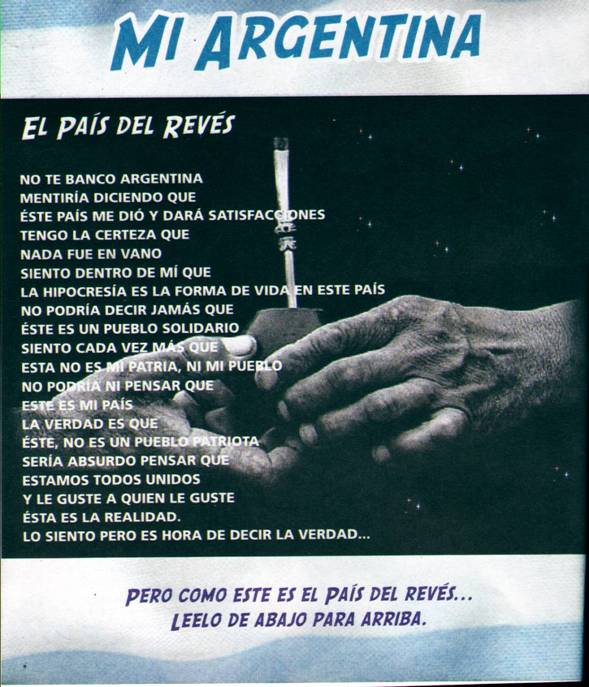 MI ARGENTINA
EL PAÍS DEL REVÉS
NO TE BANCO ARGENTINA
MENTIRÍA DICIENDO QUE
ÉSTE PAÍS ME DIÓ Y DARÁ SATISFACCIONES
TENGO LA CERTEZA QUE
NADA FUE EN VANO
SIENTO DENTRO DE MÍ QUE
LA HIPOCRESÍA ES LA FORMA DE VIDA EN ESTE PAÍS
NO PODRÍA DECIR JAMÁS QUE
ÉSTE ES UN PUEBLO SOLIDARIO
SIENTO CADA VEZ MÁS QUE
ESTA NO ES MI PATRIA, NI MI PUEBLO
NO PODRÍA NI PENSAR QUE
ESTE ES MI PAÍS
LA VERDAD ES QUE
ÉSTE, NO ES UN PUEBLO PATRIOTA
SERÍA ABSURDO PENSAR QUE
ESTAMOS TODOS UNIDOS
Y LE GUSTE A QUIEN LE GUSTE
ÉSTA ES LA REALIDAD.
LO SIENTO PERO ES HORA DE DECIR LA VERDAD...
PERO COMO ESTE ES EL PAÍS DEL REVÉS...
LEELO DE ABAJO PARA ARRIBA.